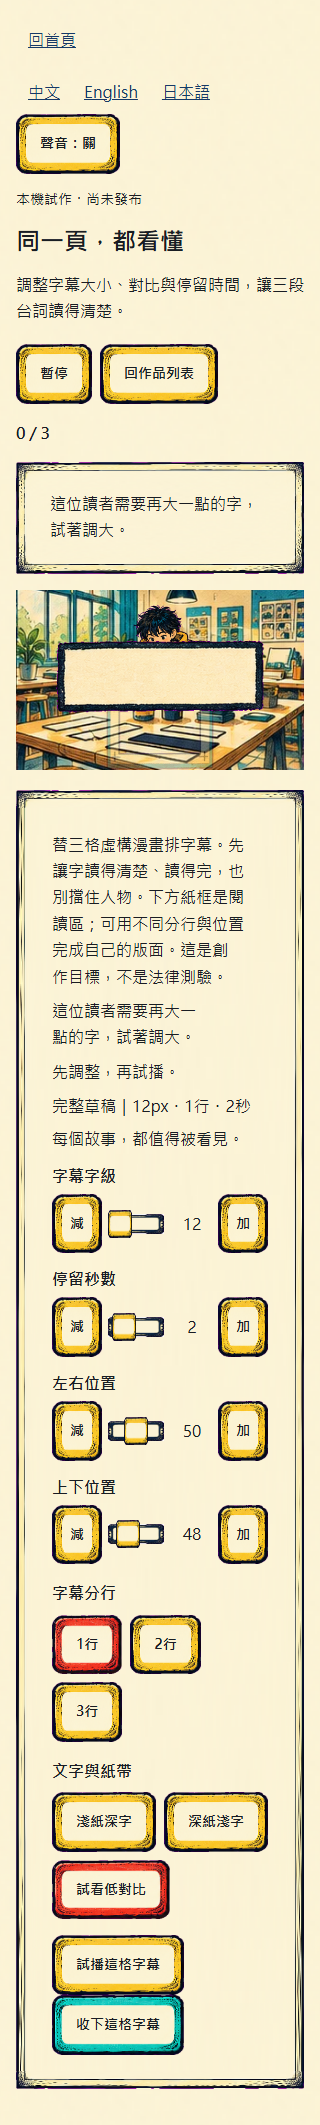 回首頁
中文 English 日本語
聲音：關
本機試作・尚未發布
同一頁，都看懂
調整字幕大小、對比與停留時間，讓三段
台詞讀得清楚。
暫停 回作品列表
0 / 3
這位讀者需要再大一點的字，
試著調大。
替三格虛構漫畫排字幕。先
讓字讀得清楚、讀得完，也
別擋住人物。下方紙框是閱
讀區；可用不同分行與位置
完成自己的版面。這是創
作目標，不是法律測驗。
這位讀者需要再大一
點的字，試著調大。
先調整，再試播。
完整草稿 | 12px・1行・2秒
每個故事，都值得被看見。
字幕字級
減 12 加
停留秒數
減 2 加
左右位置
減 50 加
上下位置
減 48 加
字幕分行
1行 2行
3行
文字與紙帶
淺紙深字 深紙淺字
試看低對比
試播這格字幕
收下這格字幕